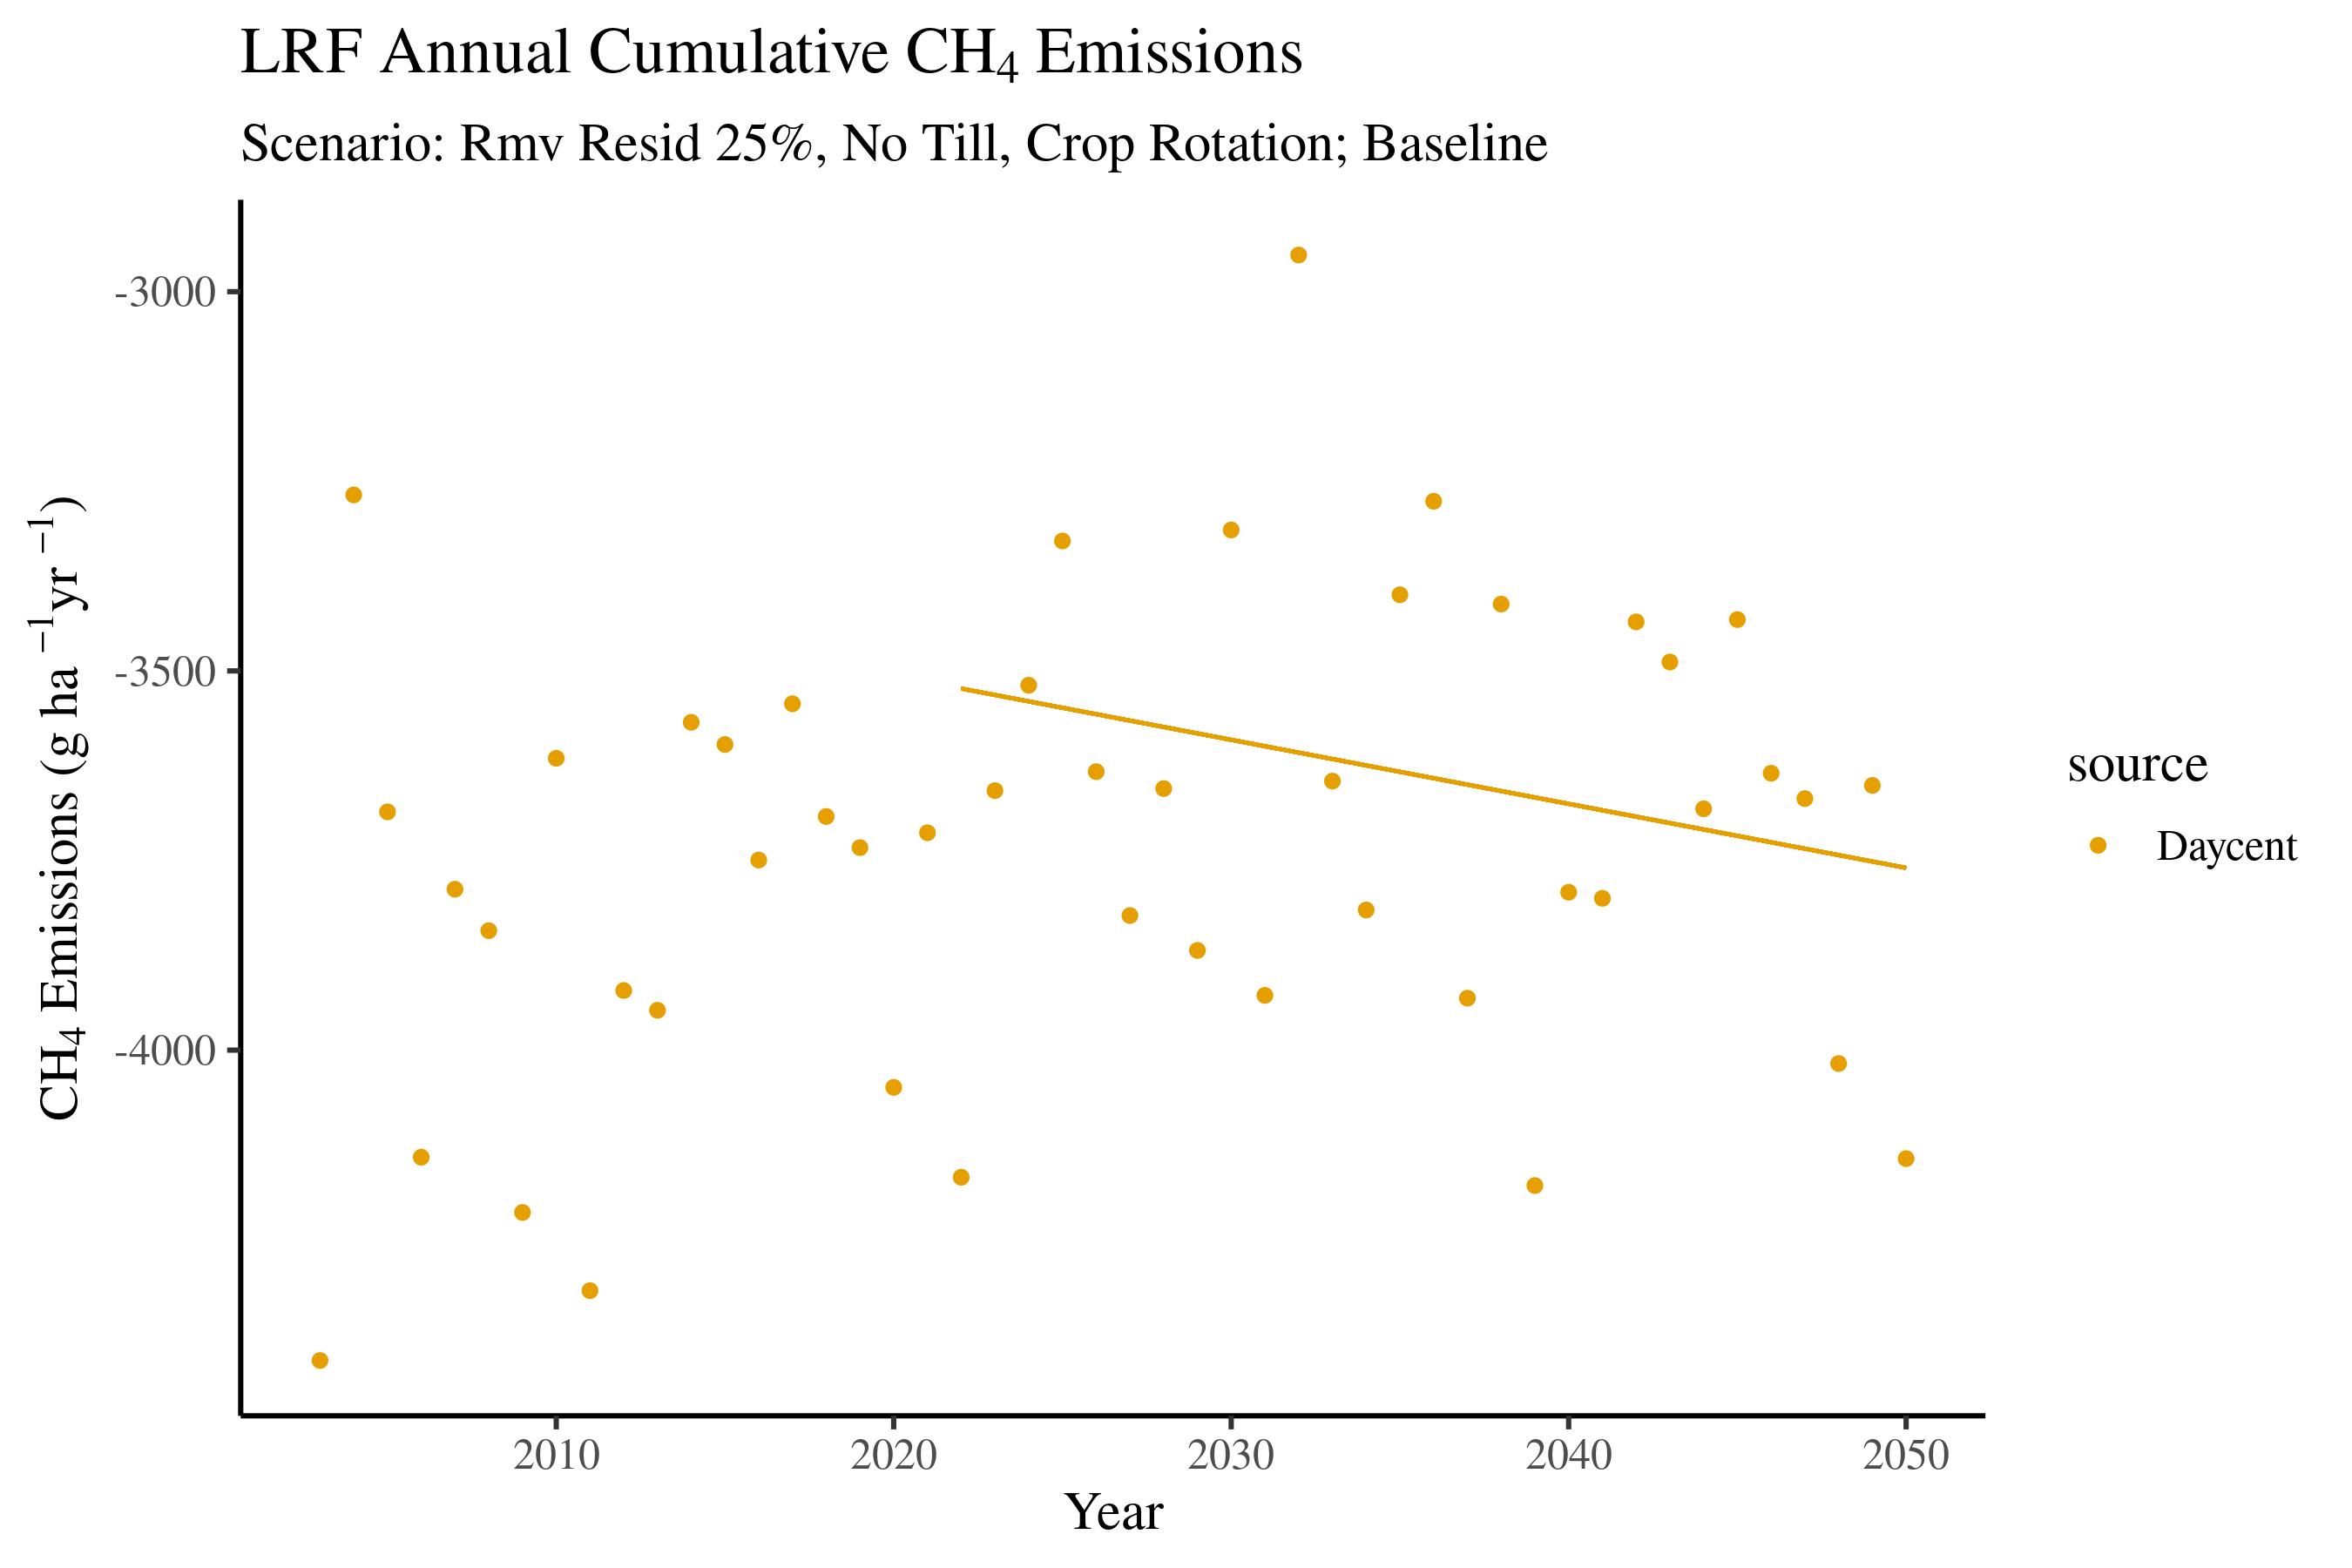 LRF Annual Cumulative CH4 Emissions
Scenario: Rmv Resid 25%, No Till, Crop Rotation; Baseline
CH4 Emissions (g ha −1yr −1)
-3000
-3500
-4000
2010
2020
2030
2040
2050
Year
source
Daycent